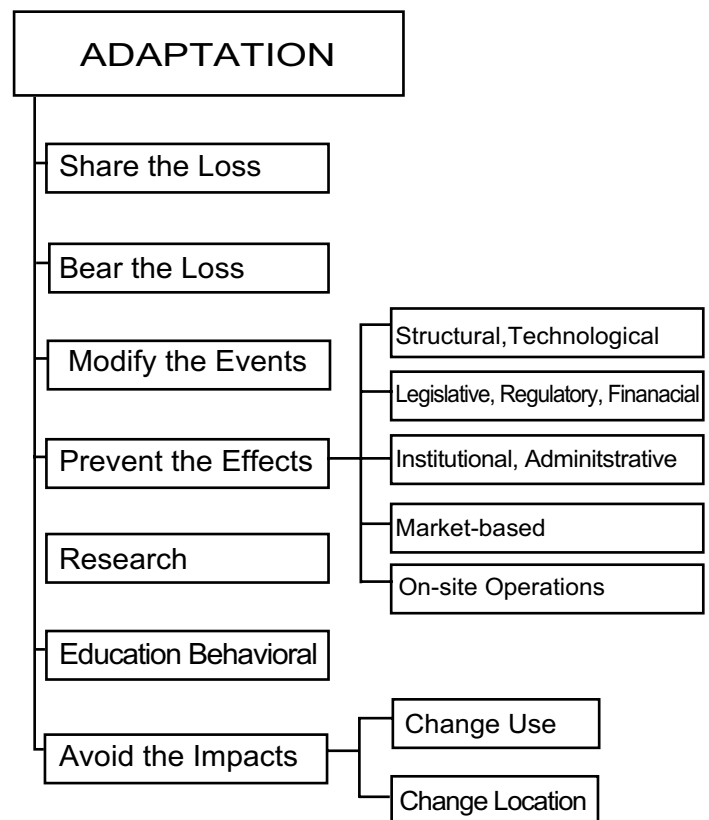 ADAPTATION
Share the Loss
Bear the Loss
Modify the Events
Prevent the Effects
Structural,Technological
Legislative, Regulatory, Finanacial
Institutional, Adminitstrative
Market-based
On-site Operations
Research
Education Behavioral
Avoid the Impacts
Change Use
Change Location